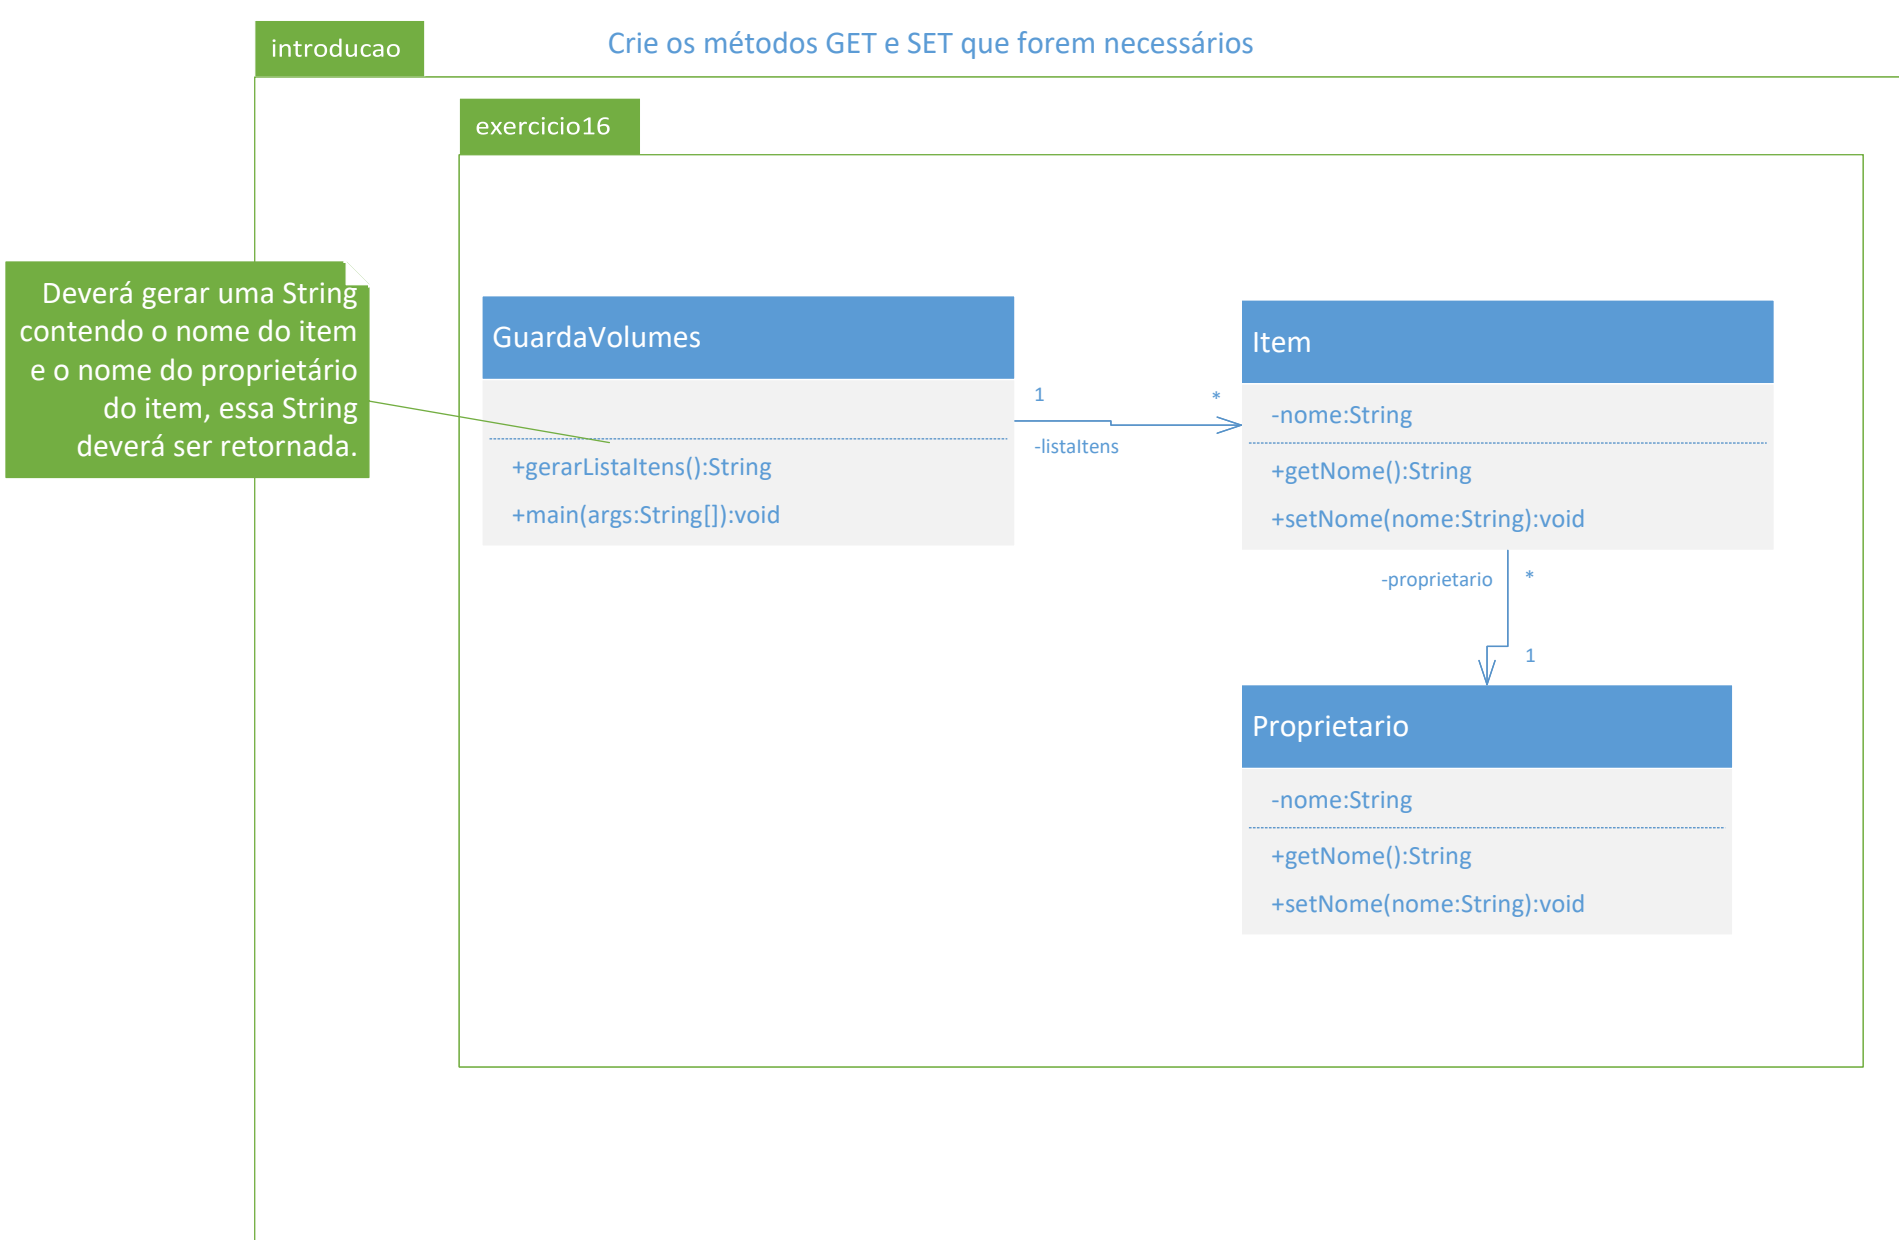 introducao
Crie os métodos GET e SET que forem necessários
exercicio16
Deverá gerar uma String
contendo o nome do item
e o nome do proprietário
do item, essa String
deverá ser retornada.
GuardaVolumes
+gerarListaItens():String
+main(args:String[]):void
1
*
-listaItens
Item
-nome:String
+getNome():String
+setNome(nome:String):void
-proprietario
*
1
Proprietario
-nome:String
+getNome():String
+setNome(nome:String):void